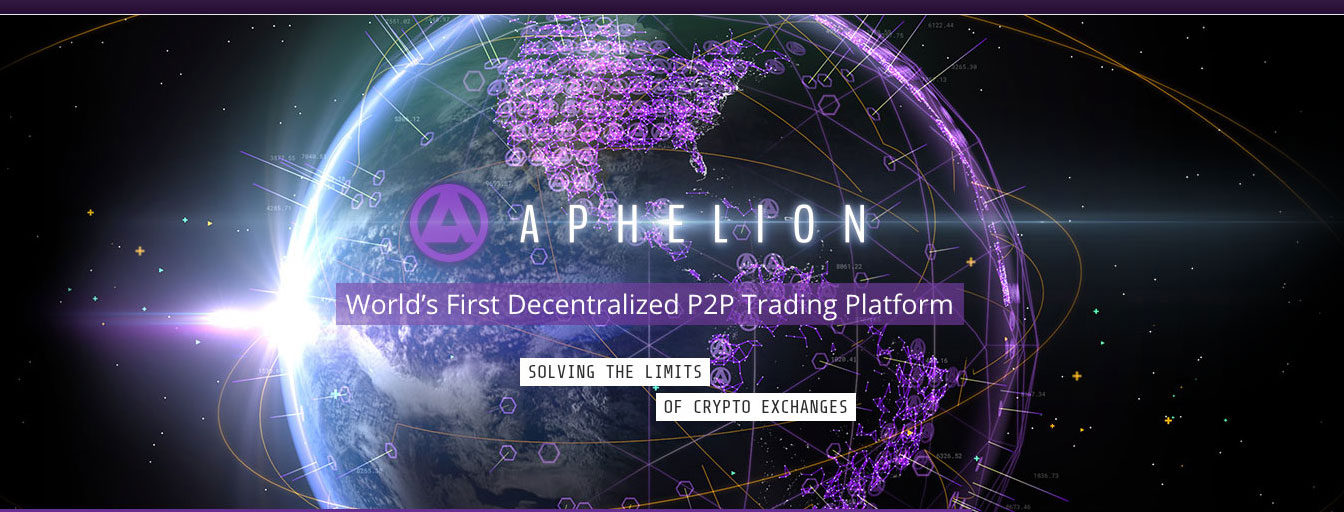 APHELION
World's First Decentralized P2P Trading Platform
SOLVING THE LIMITS
OF CRYPTO EXCHANGES